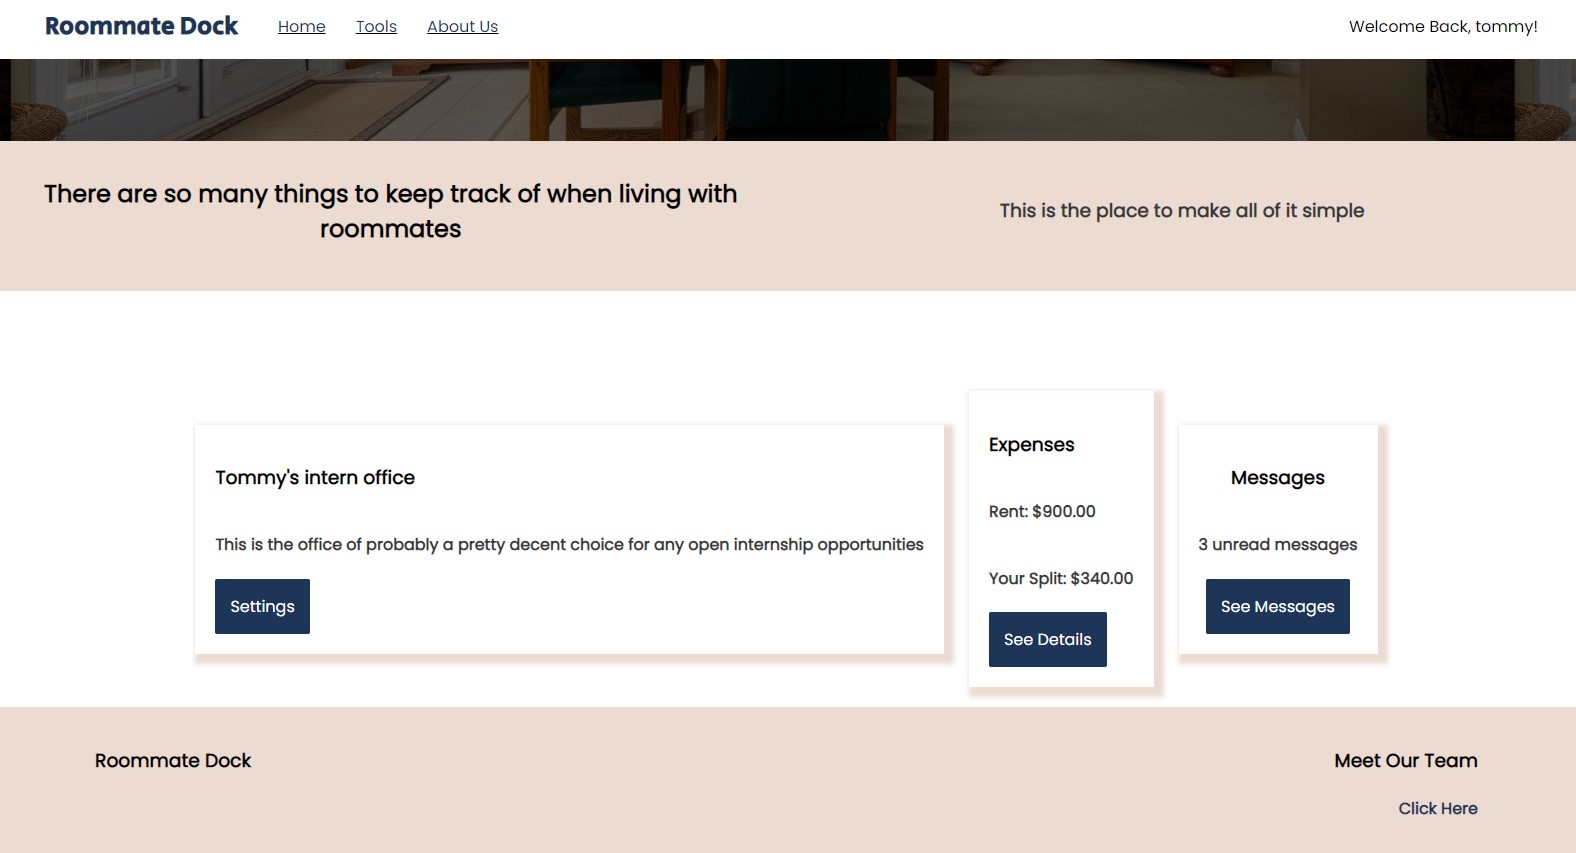 Roommate Dock
Home
Tools
About Us
Welcome Back, tommy!
There are so many things to keep track of when living with
roommates
This is the place to make all of it simple
Tommy's intern office
This is the office of probably a pretty decent choice for any open internship opportunities
Settings
Expenses
Rent: $900.00
Your Split: $340.00
See Details
Messages
3 unread messages
See Messages
Roommate Dock
Meet Our Team
Click Here